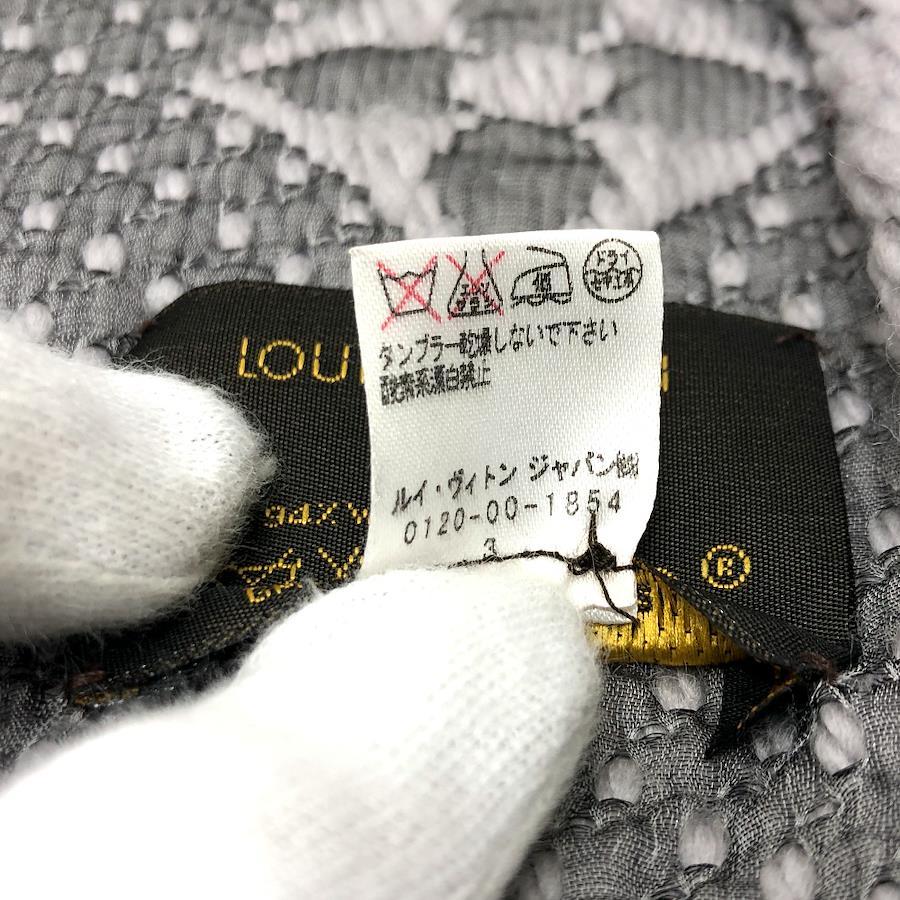 ドライ
タンブラー乾燥しないで下さい
酸素系漂白禁止
LOU
ルイ・ヴィトン ジャパン㈱
0120-00-1854
3
®